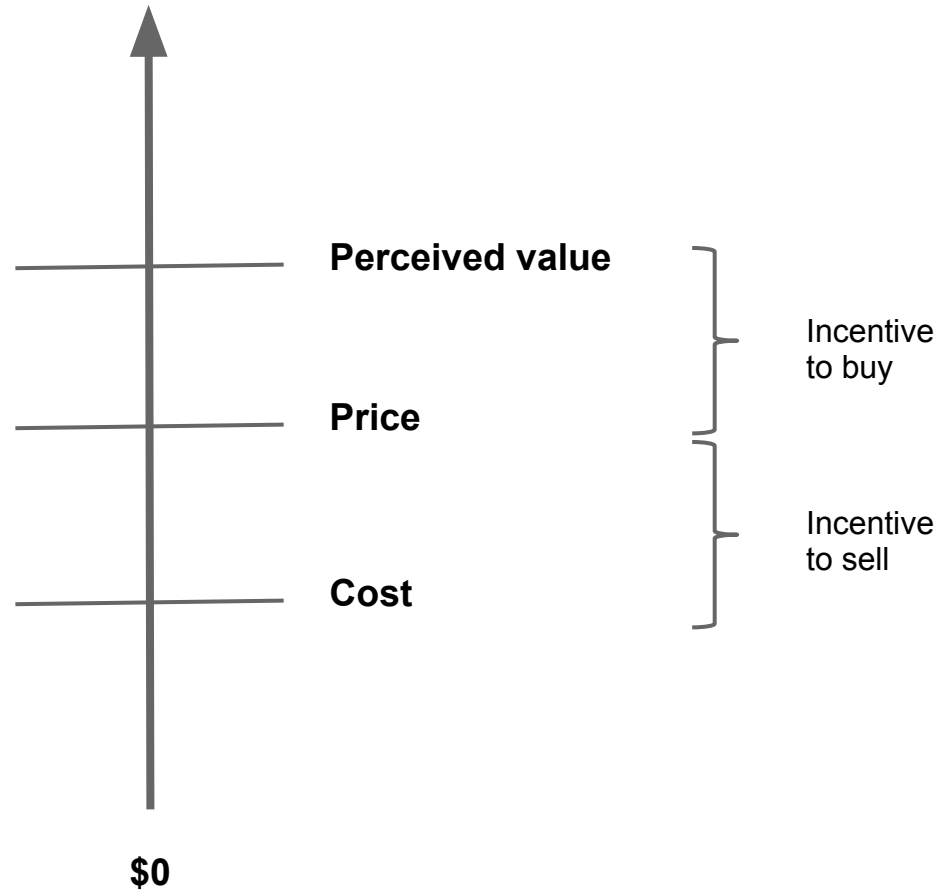 Perceived value
Incentive
to buy
Price
Incentive
to sell
Cost
$0